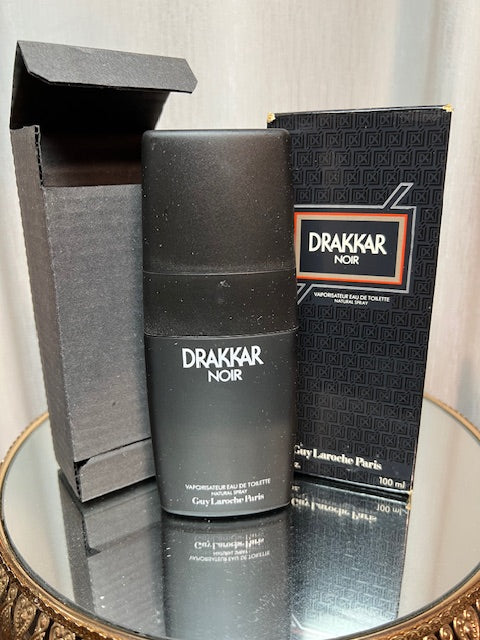 DRAKKAR
NOIR
VAPORISATEUR EAU DE TOILETTE
NATURAL SPRAY
Guy Laroche Paris
DRAKKAR
NOIR
VAPORISATEUR EAU DE TOILETTE
NATURAL SPRAY
Guy Laroche Paris
100 ml